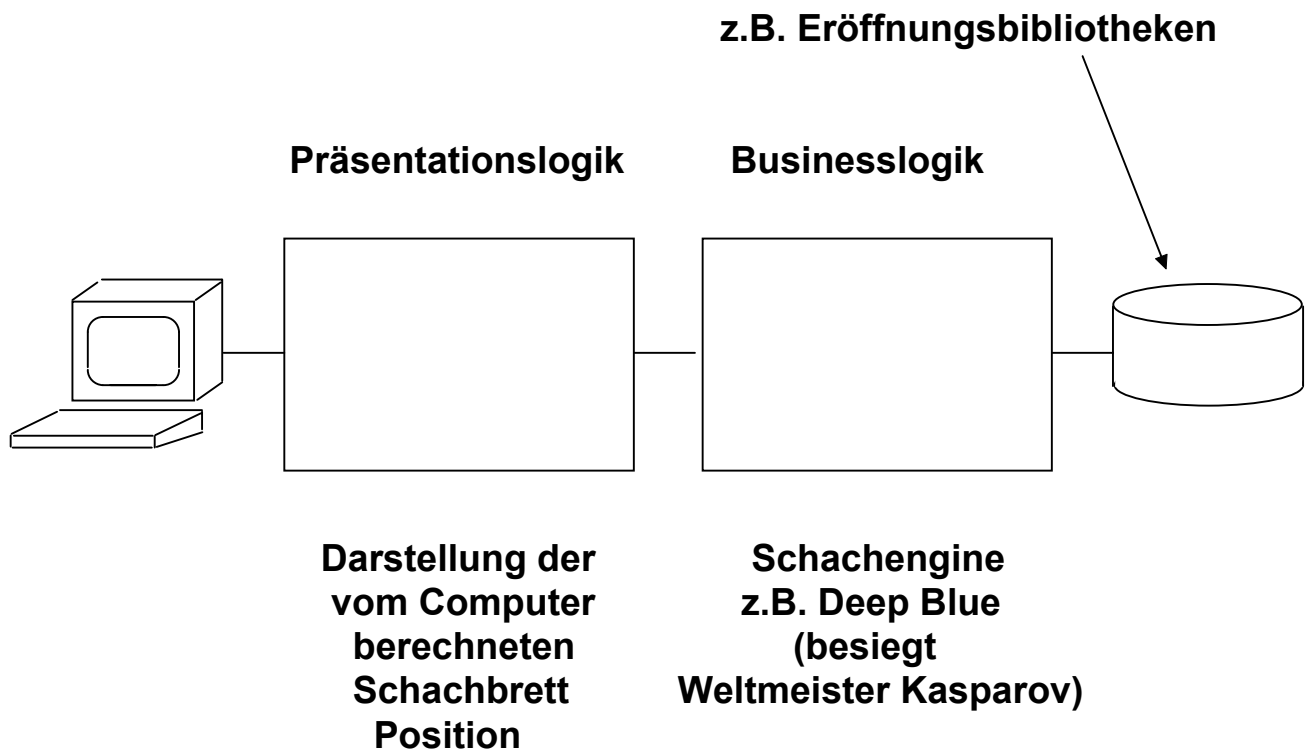 z.B. Eröffnungsbibliotheken
Präsentationslogik
Businesslogik
Darstellung der
vom Computer
berechneten
Schachbrett
Position
Schachengine
z.B. Deep Blue
(besiegt
Weltmeister Kasparov)